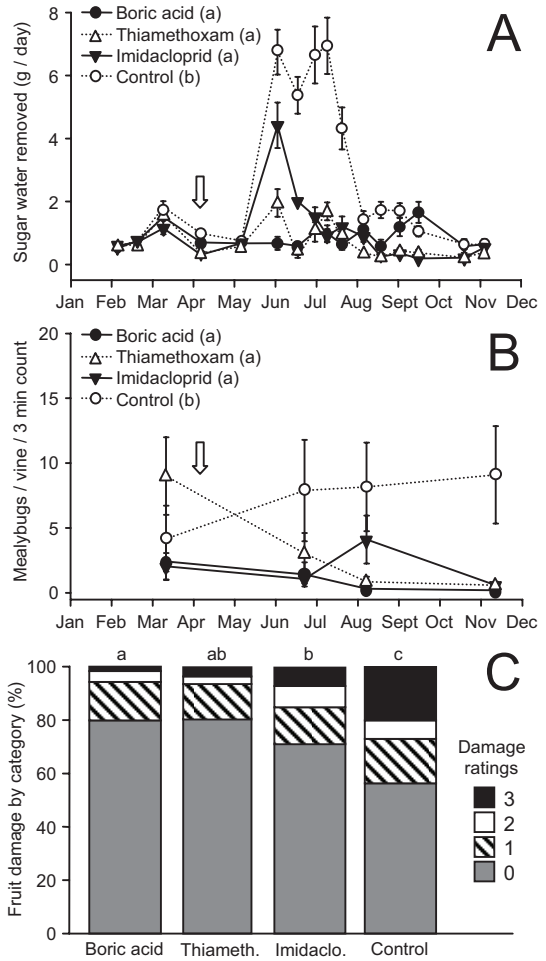 A
Boric acid (a)
Thiamethoxam (a)
Imidacloprid (a)
Control (b)
Sugar water removed (g / day)
8
6
4
2
0
Jan Feb Mar Apr May Jun Jul Aug Sept Oct Nov Dec
B
Boric acid (a)
Thiamethoxam (a)
Imidacloprid (a)
Control (b)
Mealybugs / vine / 3 min count
20
15
10
5
0
Jan Feb Mar Apr May Jun Jul Aug Sept Oct Nov Dec
C
a ab b c
Fruit damage by category (%)
100
80
60
40
20
0
Boric acid Thiameth. Imidaclo. Control
Damage
ratings
3
2
1
0